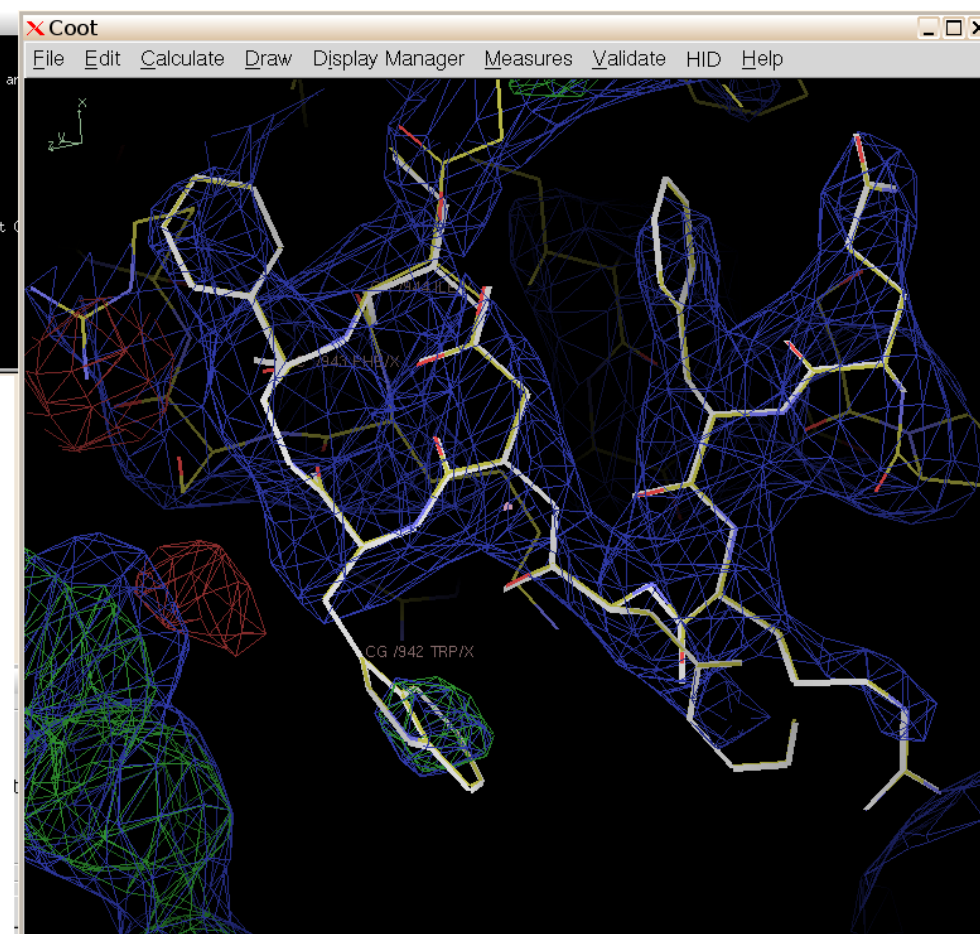 Coot
File Edit Calculate Draw Display Manager Measures Validate HID Help
x
y
z
/943 PHE/X
CG /942 TRP/X